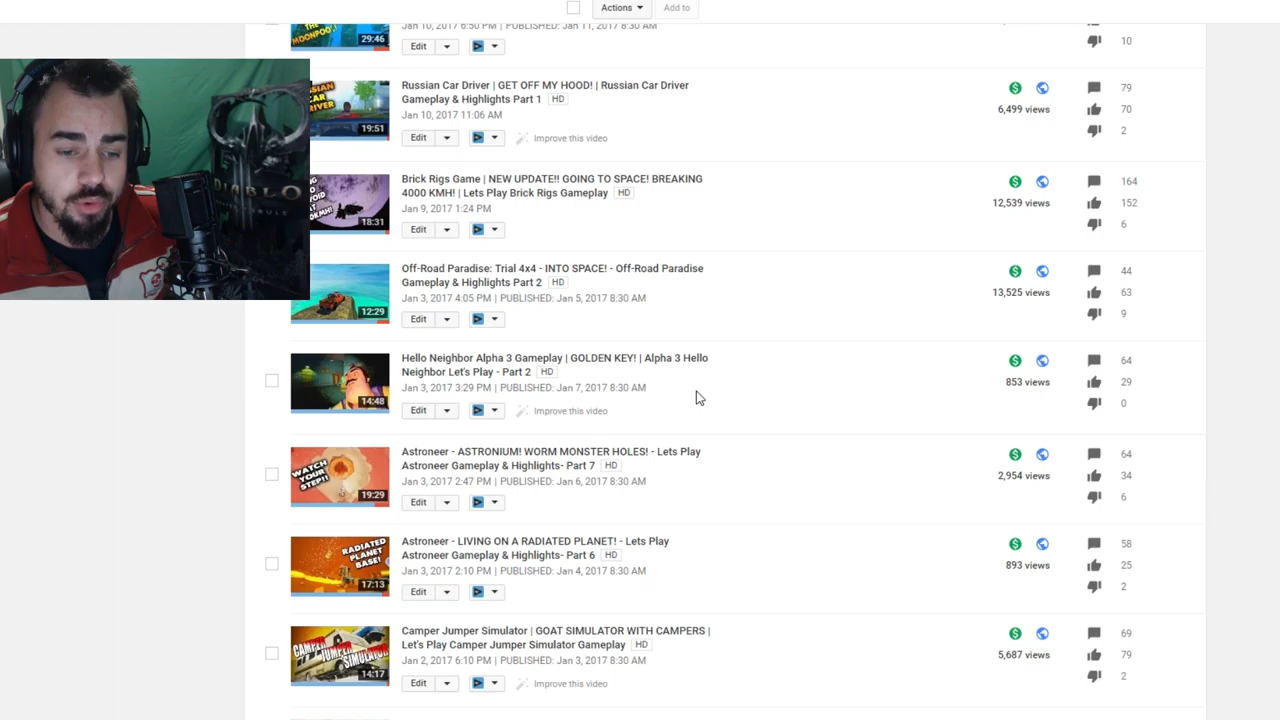 Actions
Add to
THE
MOONPOO
29:46
Jan 10, 2017 6:50 PM | PUBLISHED: Jan 11, 2017 8:30 AM
Edit
10
CAR
DRIVER
19:51
Russian Car Driver | GET OFF MY HOOD! | Russian Car Driver
Gameplay & Highlights Part 1 HD
Jan 10, 2017 11:06 AM
Edit
Improve this video
6,499 views
79
70
2
DIABLO
18:31
Brick Rigs Game | NEW UPDATE!! GOING TO SPACE! BREAKING
4000 KMH! | Lets Play Brick Rigs Gameplay HD
Jan 9, 2017 1:24 PM
Edit
12,539 views
164
152
6
12:29
Off-Road Paradise: Trial 4x4 - INTO SPACE! - Off-Road Paradise
Gameplay & Highlights Part 2 HD
Jan 3, 2017 4:05 PM | PUBLISHED: Jan 5, 2017 8:30 AM
Edit
13,525 views
44
63
9
14:48
Hello Neighbor Alpha 3 Gameplay | GOLDEN KEY! | Alpha 3 Hello
Neighbor Let's Play - Part 2 HD
Jan 3, 2017 3:29 PM | PUBLISHED: Jan 7, 2017 8:30 AM
Edit
Improve this video
853 views
64
29
0
WATCH
YOUR
STEP!!
19:29
Astroneer - ASTRONIUM! WORM MONSTER HOLES! - Lets Play
Astroneer Gameplay & Highlights- Part 7 HD
Jan 3, 2017 2:47 PM | PUBLISHED: Jan 6, 2017 8:30 AM
Edit
2,954 views
64
34
6
RADIATED
PLANET
BASE!
17:13
Astroneer - LIVING ON A RADIATED PLANET! - Lets Play
Astroneer Gameplay & Highlights- Part 6 HD
Jan 3, 2017 2:10 PM | PUBLISHED: Jan 4, 2017 8:30 AM
Edit
893 views
58
25
2
CAMPER
JUMPER
SIMULATOR
14:17
Camper Jumper Simulator | GOAT SIMULATOR WITH CAMPERS |
Let's Play Camper Jumper Simulator Gameplay HD
Jan 2, 2017 6:10 PM | PUBLISHED: Jan 3, 2017 8:30 AM
Edit
Improve this video
5,687 views
69
79
2